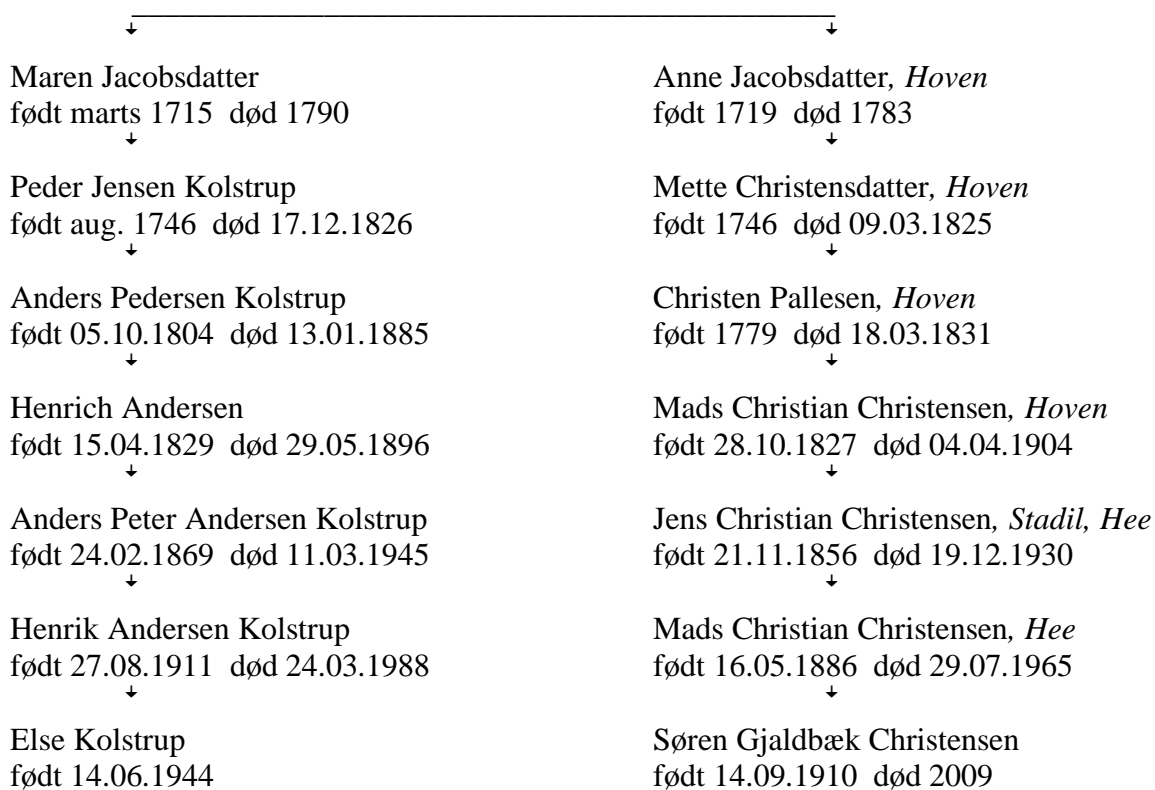 Maren Jacobsdatter
født marts 1715 død 1790
Peder Jensen Kolstrup
født aug. 1746 død 17.12.1826
Anders Pedersen Kolstrup
født 05.10.1804 død 13.01.1885
Henrich Andersen
født 15.04.1829 død 29.05.1896
Anders Peter Andersen Kolstrup
født 24.02.1869 død 11.03.1945
Henrik Andersen Kolstrup
født 27.08.1911 død 24.03.1988
Else Kolstrup
født 14.06.1944
Anne Jacobsdatter, Hoven
født 1719 død 1783
Mette Christensdatter, Hoven
født 1746 død 09.03.1825
Christen Pallesen, Hoven
født 1779 død 18.03.1831
Mads Christian Christensen, Hoven
født 28.10.1827 død 04.04.1904
Jens Christian Christensen, Stadil, Hee
født 21.11.1856 død 19.12.1930
Mads Christian Christensen, Hee
født 16.05.1886 død 29.07.1965
Søren Gjaldbæk Christensen
født 14.09.1910 død 2009